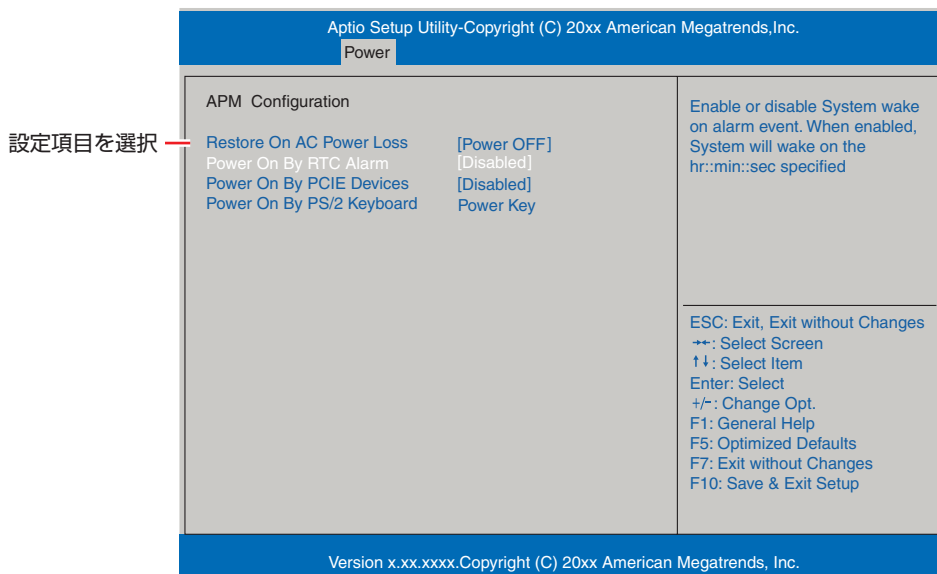 Aptio Setup Utility-Copyright (C) 20xx American Megatrends,Inc.
Power
設定項目を選択
APM Configuration
Restore On AC Power Loss [Power OFF]
Power On By RTC Alarm [Disabled]
Power On By PCIE Devices [Disabled]
Power On By PS/2 Keyboard Power Key
Enable or disable System wake
on alarm event. When enabled,
System will wake on the
hr::min::sec specified
ESC: Exit, Exit without Changes
→←: Select Screen
↑↓: Select Item
Enter: Select
+/-: Change Opt.
F1: General Help
F5: Optimized Defaults
F7: Exit without Changes
F10: Save & Exit Setup
Version x.xx.xxxx.Copyright (C) 20xx American Megatrends, Inc.